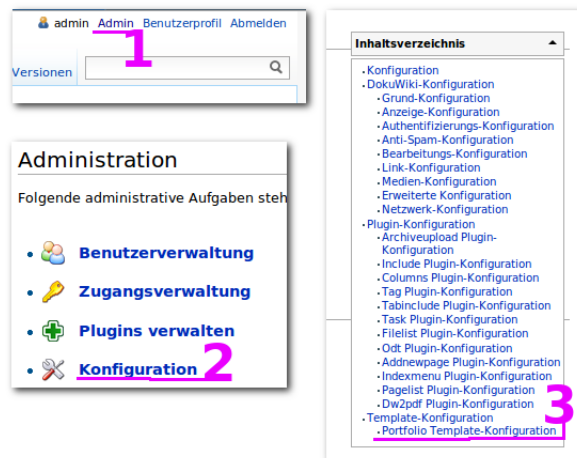 admin Admin Benutzerprofil Abmelden
1
Versionen
Administration
Folgende administrative Aufgaben steh
Benutzerverwaltung
Zugangsverwaltung
Plugins verwalten
Konfiguration 2
Inhaltsverzeichnis
Konfiguration
DokuWiki-Konfiguration
Grund-Konfiguration
Anzeige-Konfiguration
Authentifizierungs-Konfiguration
Anti-Spam-Konfiguration
Bearbeitungs-Konfiguration
Link-Konfiguration
Medien-Konfiguration
Erweiterte Konfiguration
Netzwerk-Konfiguration
Plugin-Konfiguration
Archiveupload Plugin-
Konfiguration
Include Plugin-Konfiguration
Columns Plugin-Konfiguration
Tag Plugin-Konfiguration
Tabinclude Plugin-Konfiguration
Task Plugin-Konfiguration
Filelist Plugin-Konfiguration
Odt Plugin-Konfiguration
Addnewpage Plugin-Konfiguration
Indexmenu Plugin-Konfiguration
Pagelist Plugin-Konfiguration
Dw2pdf Plugin-Konfiguration
3
Template-Konfiguration
Portfolio Template-Konfiguration